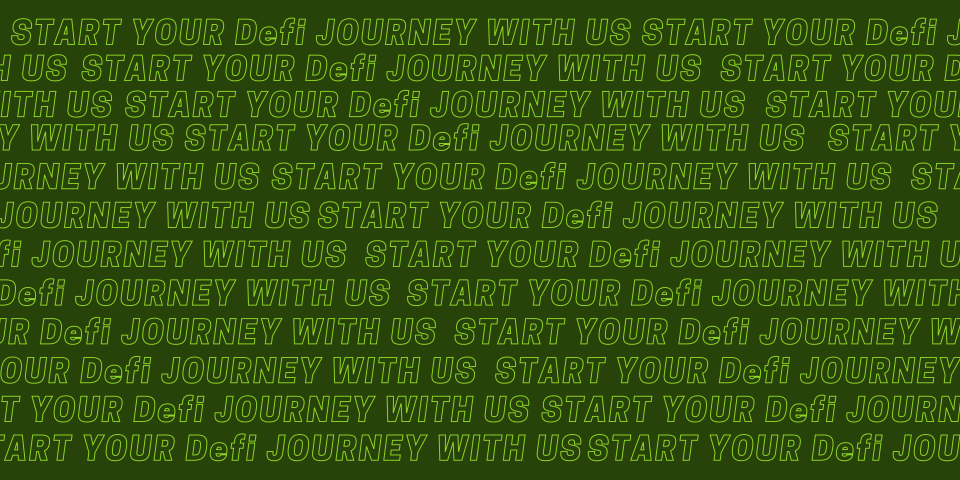 START YOUR Defi JOURNEY WITH US START YOUR Defi J
H US START YOUR Defi JOURNEY WITH US START YOUR D
ITH US START YOUR Defi JOURNEY WITH US START YOU
Y WITH US START YOUR Defi JOURNEY WITH US START Y
URNEY WITH US START YOUR Defi JOURNEY WITH US STA
JOURNEY WITH US START YOUR Defi JOURNEY WITH US
fi JOURNEY WITH US START YOUR Defi JOURNEY WITH U
Defi JOURNEY WITH US START YOUR Defi JOURNEY WITH
UR Defi JOURNEY WITH US START YOUR Defi JOURNEY W
OUR Defi JOURNEY WITH US START YOUR Defi JOURNEY
T YOUR Defi JOURNEY WITH US START YOUR Defi JOURN
TART YOUR Defi JOURNEY WITH US START YOUR Defi JOU